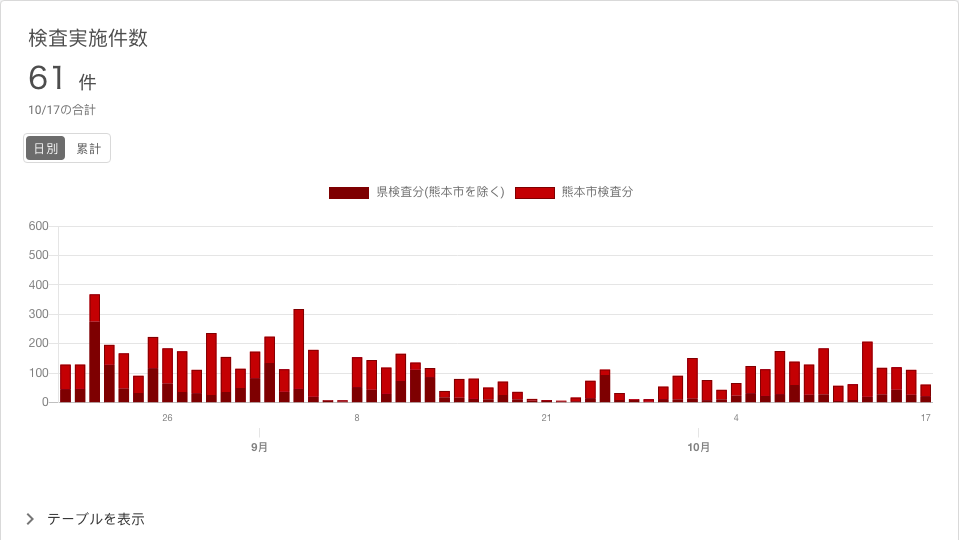 検査実施件数
61 件
10/17の合計
日別 累計
県検査分(熊本市を除く) 熊本市検査分
600
500
400
300
200
100
0
26 8 21 4 17
9月 10月
テーブルを表示